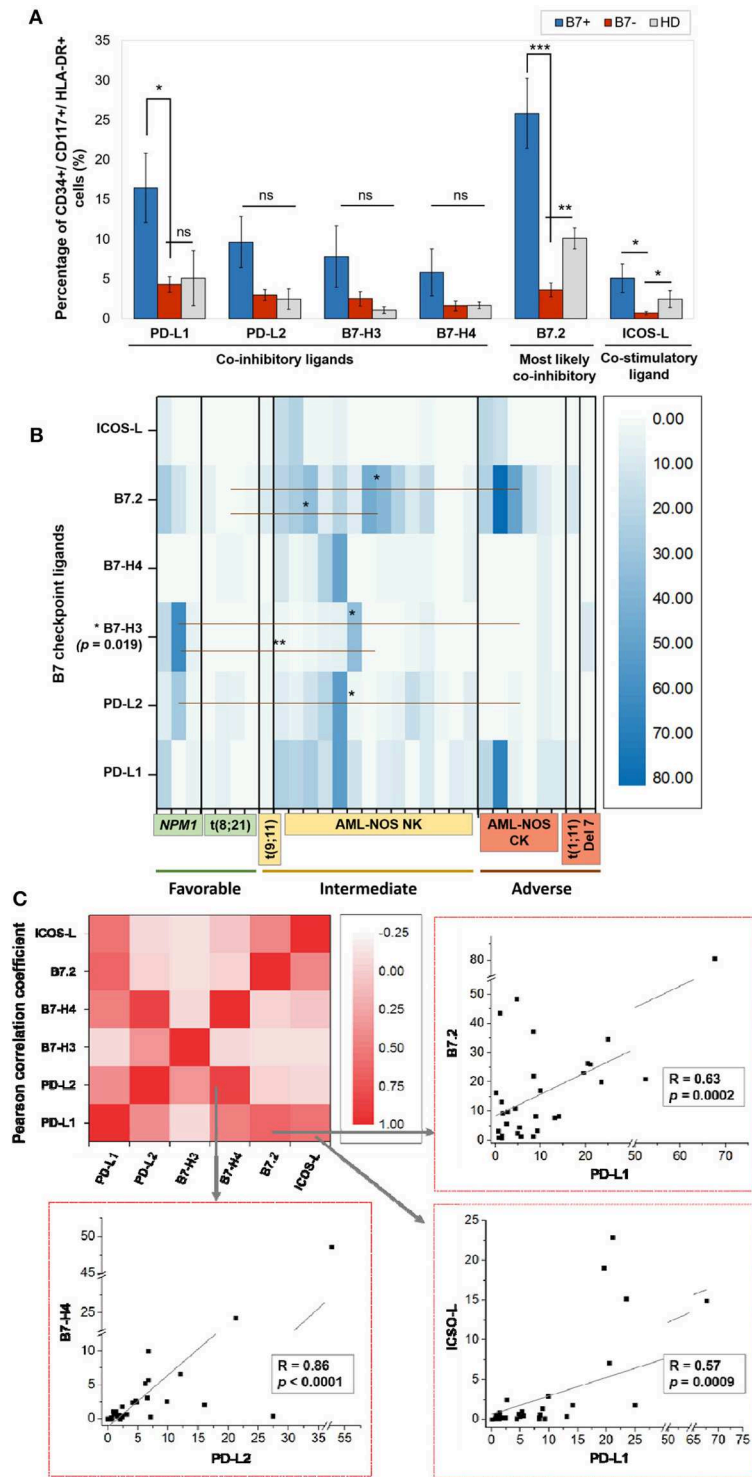 A
B7+ B7- HD
Percentage of CD34+/ CD117+/ HLA-DR+
cells (%)
40
35
30
25
20
15
10
5
0
* ns ns ns ns *** ** * *
PD-L1 PD-L2 B7-H3 B7-H4 B7.2 ICOS-L
Co-inhibitory ligands
Most likely
co-inhibitory
Co-stimulatory
ligand
B
B7 checkpoint ligands
ICOS-L
B7.2
B7-H4
* B7-H3
(p = 0.019)
PD-L2
PD-L1
*
*
*
**
*
0.00
10.00
20.00
30.00
40.00
50.00
60.00
70.00
80.00
NPM1 t(8;21) t(9;11) AML-NOS NK AML-NOS CK t(1;11) Del 7
Favorable Intermediate Adverse
C
Pearson correlation coefficient
ICOS-L
B7.2
B7-H4
B7-H3
PD-L2
PD-L1
PD-L1 PD-L2 B7-H3 B7-H4 B7.2 ICOS-L
-0.25
0.00
0.25
0.50
0.75
1.00
B7.2
80
50
40
30
20
10
0
R = 0.63
p = 0.0002
0 10 20 30 50 60 70
PD-L1
B7-H4
50
45
25
10
5
0
R = 0.86
p < 0.0001
0 5 10 15 20 25 30 35 55
PD-L2
ICSO-L
25
20
15
10
5
0
R = 0.57
p = 0.0009
0 5 10 15 20 25 60 65 70 75
PD-L1